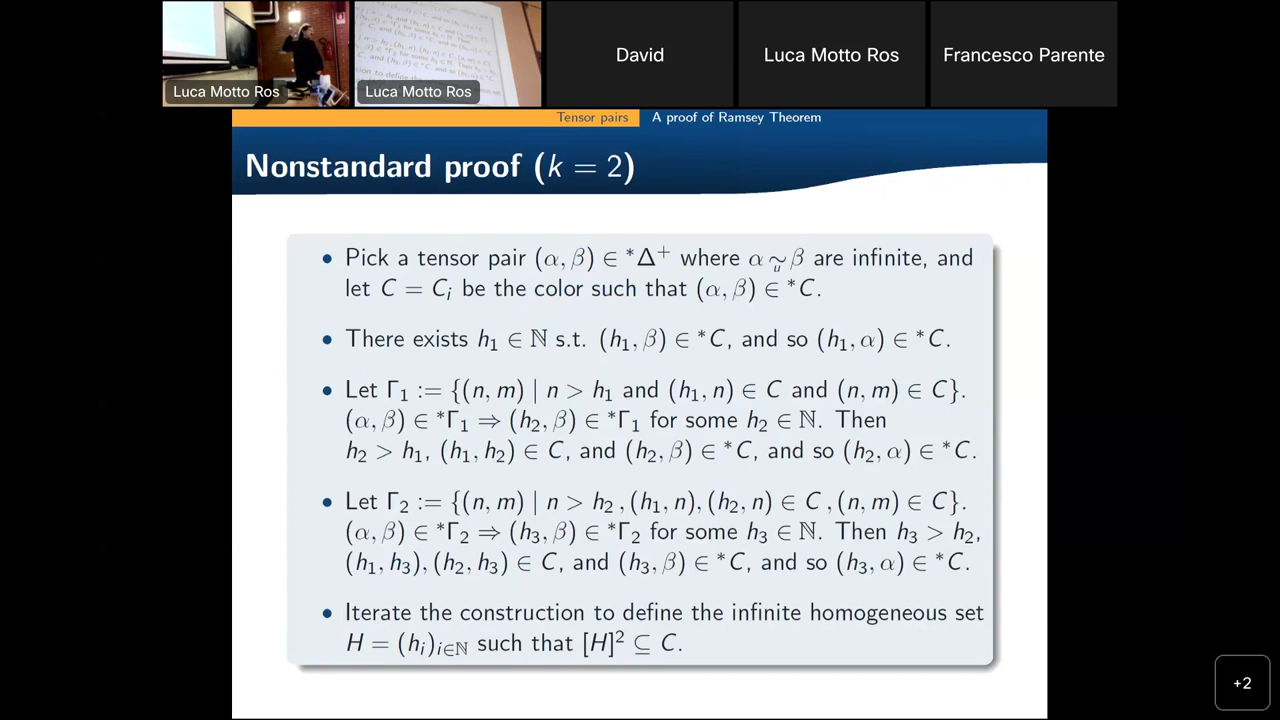 Luca Motto Ros
Luca Motto Ros
David
Luca Motto Ros
Francesco Parente
Tensor pairs
A proof of Ramsey Theorem
Nonstandard proof (k = 2)
• Pick a tensor pair (α, β) ∈ *Δ⁺ where α ~ᵤ β are infinite, and
let C = Cᵢ be the color such that (α, β) ∈ *C.
• There exists h₁ ∈ ℕ s.t. (h₁, β) ∈ *C, and so (h₁, α) ∈ *C.
• Let Γ₁ := {(n, m) | n > h₁ and (h₁, n) ∈ C and (n, m) ∈ C}.
(α, β) ∈ *Γ₁ ⇒ (h₂, β) ∈ *Γ₁ for some h₂ ∈ ℕ. Then
h₂ > h₁, (h₁, h₂) ∈ C, and (h₂, β) ∈ *C, and so (h₂, α) ∈ *C.
• Let Γ₂ := {(n, m) | n > h₂ , (h₁, n), (h₂, n) ∈ C , (n, m) ∈ C}.
(α, β) ∈ *Γ₂ ⇒ (h₃, β) ∈ *Γ₂ for some h₃ ∈ ℕ. Then h₃ > h₂,
(h₁, h₃), (h₂, h₃) ∈ C, and (h₃, β) ∈ *C, and so (h₃, α) ∈ *C.
• Iterate the construction to define the infinite homogeneous set
H = (hᵢ)ᵢ∈ℕ such that [H]² ⊆ C.
+2